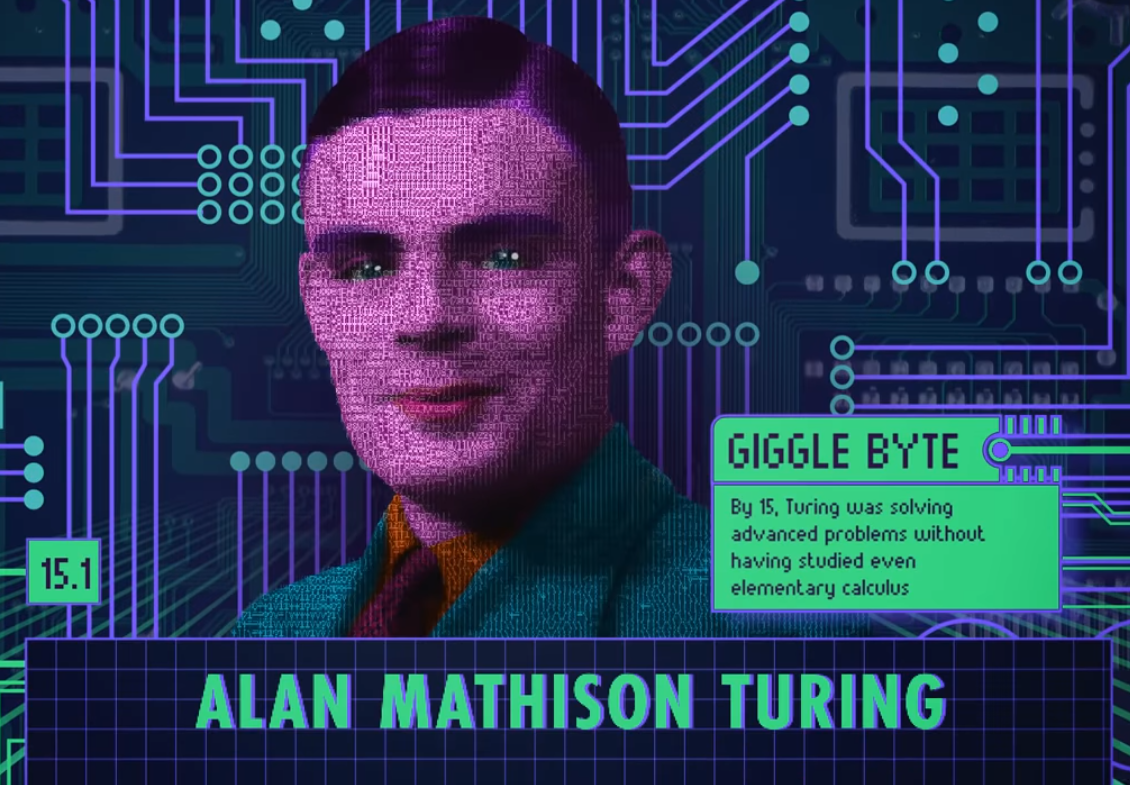 GIGGLE BYTE
By 15, Turing was solving
advanced problems without
having studied even
elementary calculus
15.1
ALAN MATHISON TURING